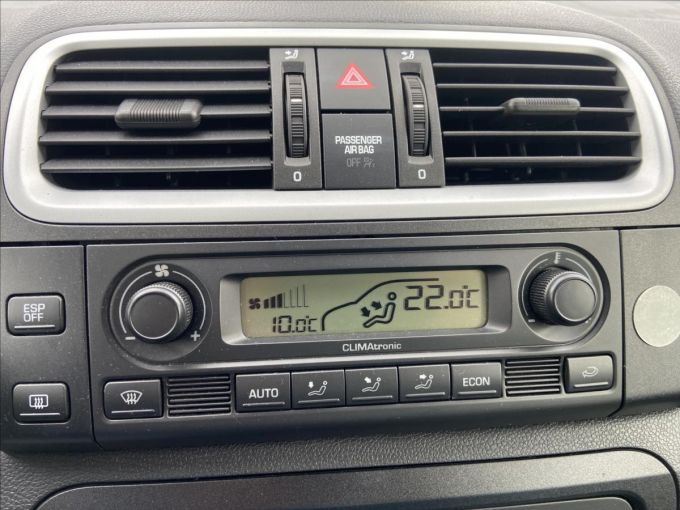 PASSENGER
AIR BAG
OFF
0
0
ESP
OFF
22.0°C
10.0°C
- +
CLIMAtronic
AUTO
ECON